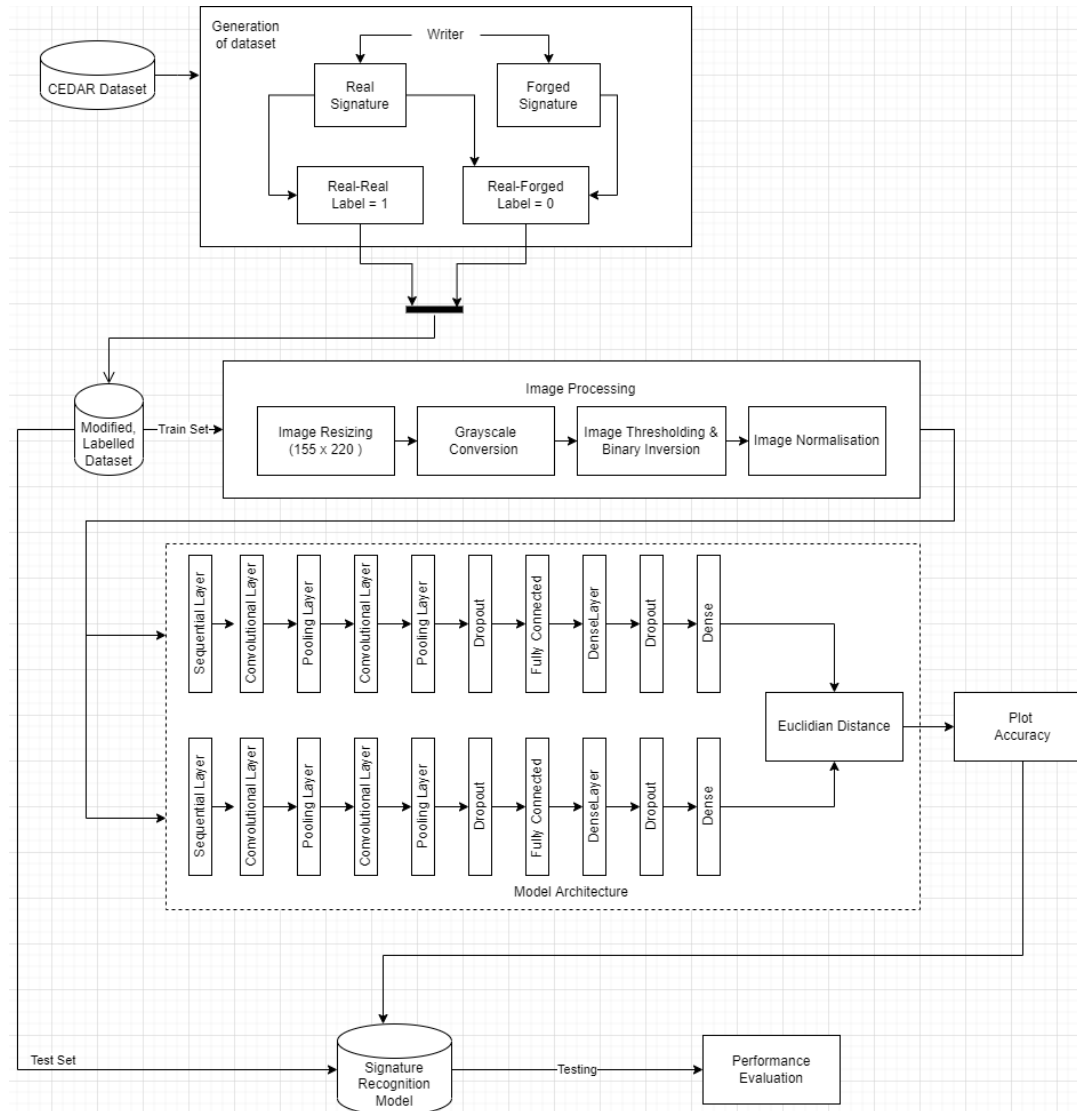 Generation
of dataset
Writer
CEDAR Dataset
Real
Signature
Forged
Signature
Real-Real
Label = 1
Real-Forged
Label = 0
Modified,
Labelled
Dataset
Train Set
Image Processing
Image Resizing
(155 x 220 )
Grayscale
Conversion
Image Thresholding &
Binary Inversion
Image Normalisation
Sequential Layer
Convolutional Layer
Pooling Layer
Convolutional Layer
Pooling Layer
Dropout
Fully Connected
DenseLayer
Dropout
Dense
Euclidian Distance
Plot
Accuracy
Sequential Layer
Convolutional Layer
Pooling Layer
Convolutional Layer
Pooling Layer
Dropout
Fully Connected
DenseLayer
Dropout
Dense
Model Architecture
Test Set
Signature
Recognition
Model
Testing
Performance
Evaluation